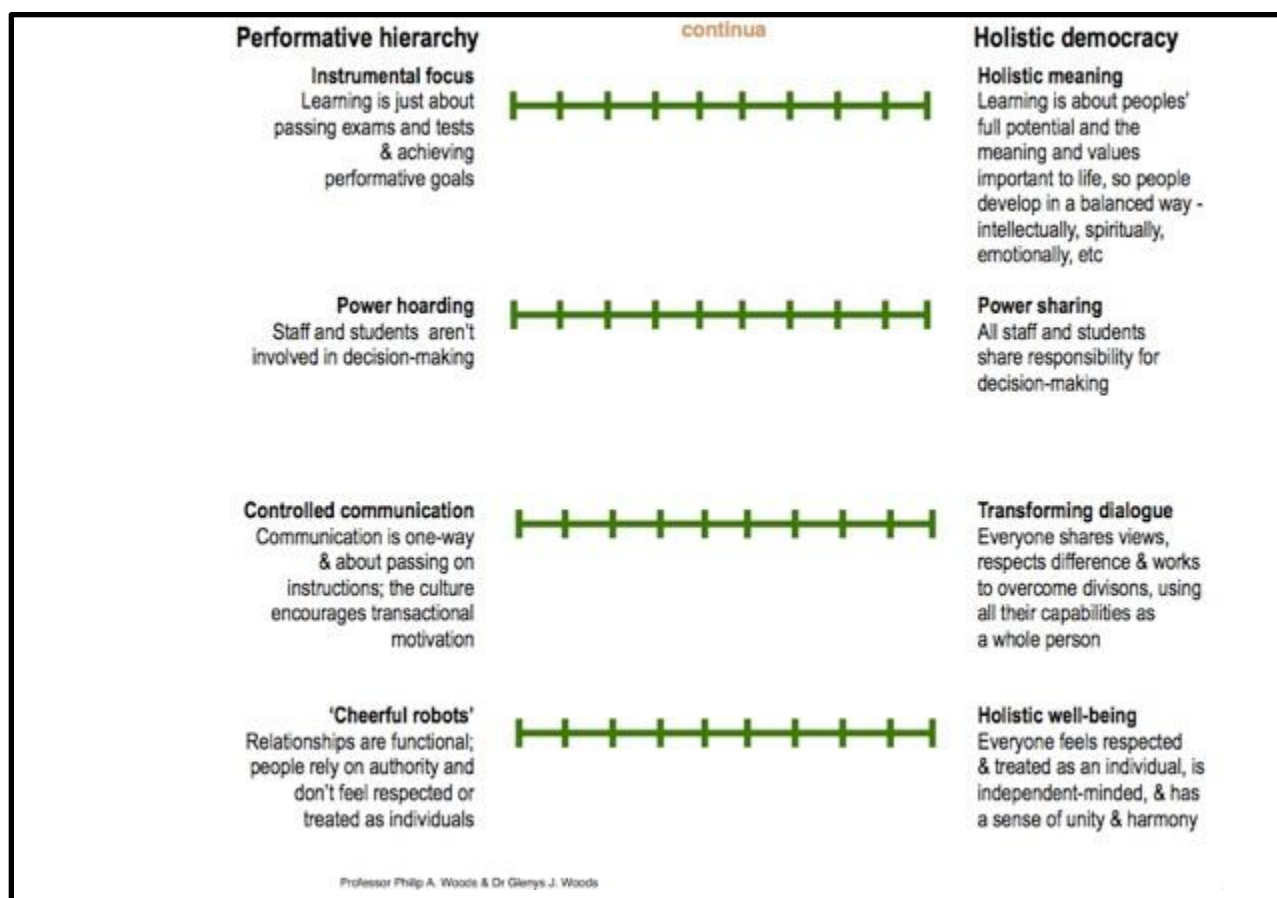 Performative hierarchy
continua
Holistic democracy
Instrumental focus
Learning is just about
passing exams and tests
& achieving
performative goals
Holistic meaning
Learning is about peoples'
full potential and the
meaning and values
important to life, so people
develop in a balanced way -
intellectually, spiritually,
emotionally, etc
Power hoarding
Staff and students aren't
involved in decision-making
Power sharing
All staff and students
share responsibility for
decision-making
Controlled communication
Communication is one-way
& about passing on
instructions; the culture
encourages transactional
motivation
Transforming dialogue
Everyone shares views,
respects difference & works
to overcome divisons, using
all their capabilities as
a whole person
'Cheerful robots'
Relationships are functional;
people rely on authority and
don't feel respected or
treated as individuals
Holistic well-being
Everyone feels respected
& treated as an individual, is
independent-minded, & has
a sense of unity & harmony
Professor Philip A. Woods & Dr Glenys J. Woods